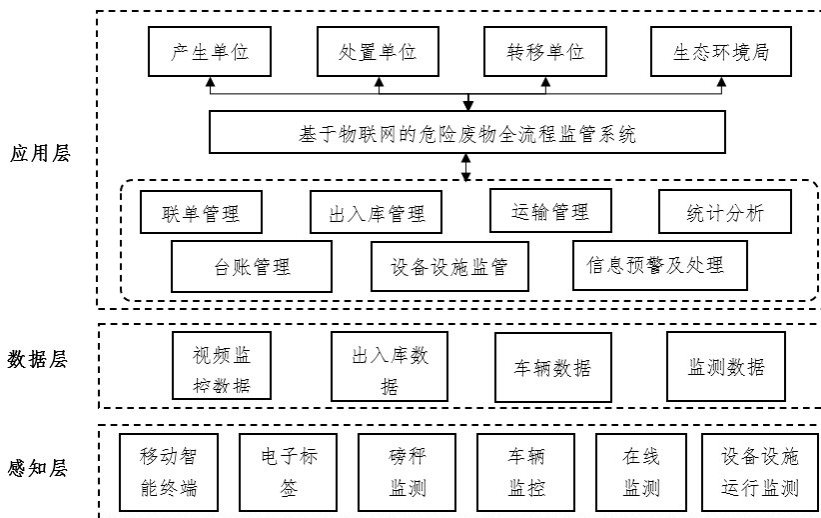 产生单位
处置单位
转移单位
生态环境局
应用层
基于物联网的危险废物全流程监管系统
联单管理
出入库管理
运输管理
统计分析
台账管理
设备设施监管
信息预警及处理
数据层
视频监
控数据
出入库数
据
车辆数据
监测数据
感知层
移动智
能终端
电子标
签
磅秤
监测
车辆
监控
在线
监测
设备设施
运行监测